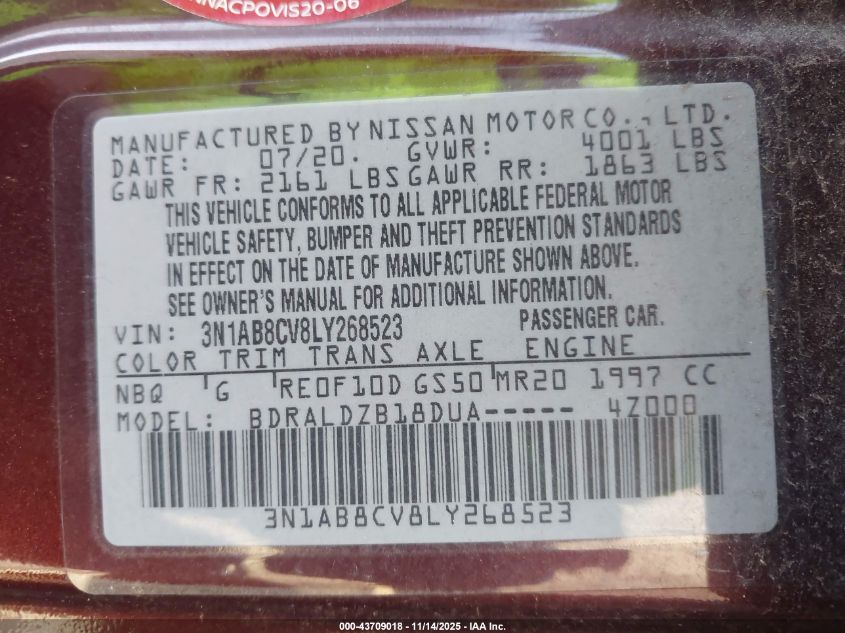 NNACPOVIS20-06
MANUFACTURED BY NISSAN MOTOR CO., LTD.
DATE: 07/20. GVWR: 4001 LBS
GAWR FR: 2161 LBS GAWR RR: 1863 LBS
THIS VEHICLE CONFORMS TO ALL APPLICABLE FEDERAL MOTOR
VEHICLE SAFETY, BUMPER AND THEFT PREVENTION STANDARDS
IN EFFECT ON THE DATE OF MANUFACTURE SHOWN ABOVE.
SEE OWNER'S MANUAL FOR ADDITIONAL INFORMATION.
VIN: 3N1AB8CV8LY268523 PASSENGER CAR.
COLOR TRIM TRANS AXLE ENGINE
NBQ G RE0F10D GS50 MR20 1997 CC
MODEL: BDRALDZB18DUA----- 4Z000
3N1AB8CV8LY268523
000-43709018 - 11/14/2025 - IAA Inc.